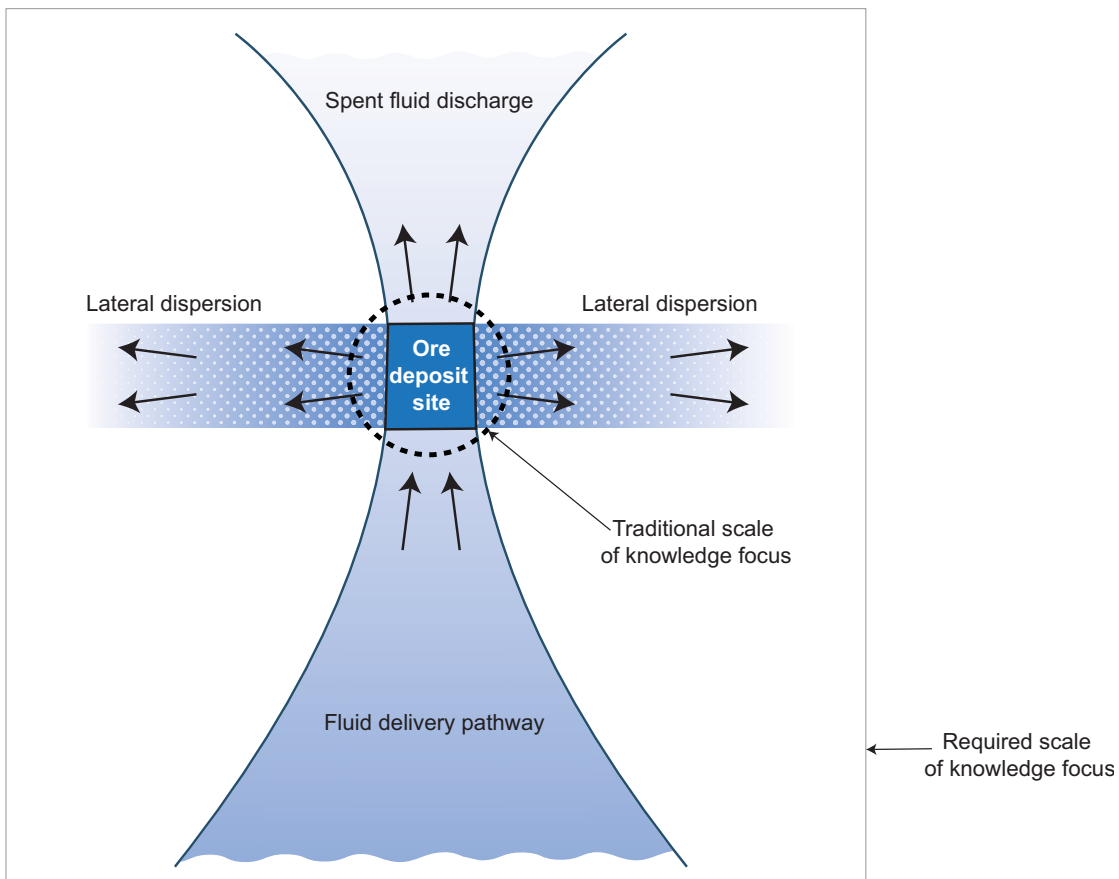 Spent fluid discharge
Lateral dispersion
Lateral dispersion
Ore
deposit
site
Traditional scale
of knowledge focus
Fluid delivery pathway
Required scale
of knowledge focus